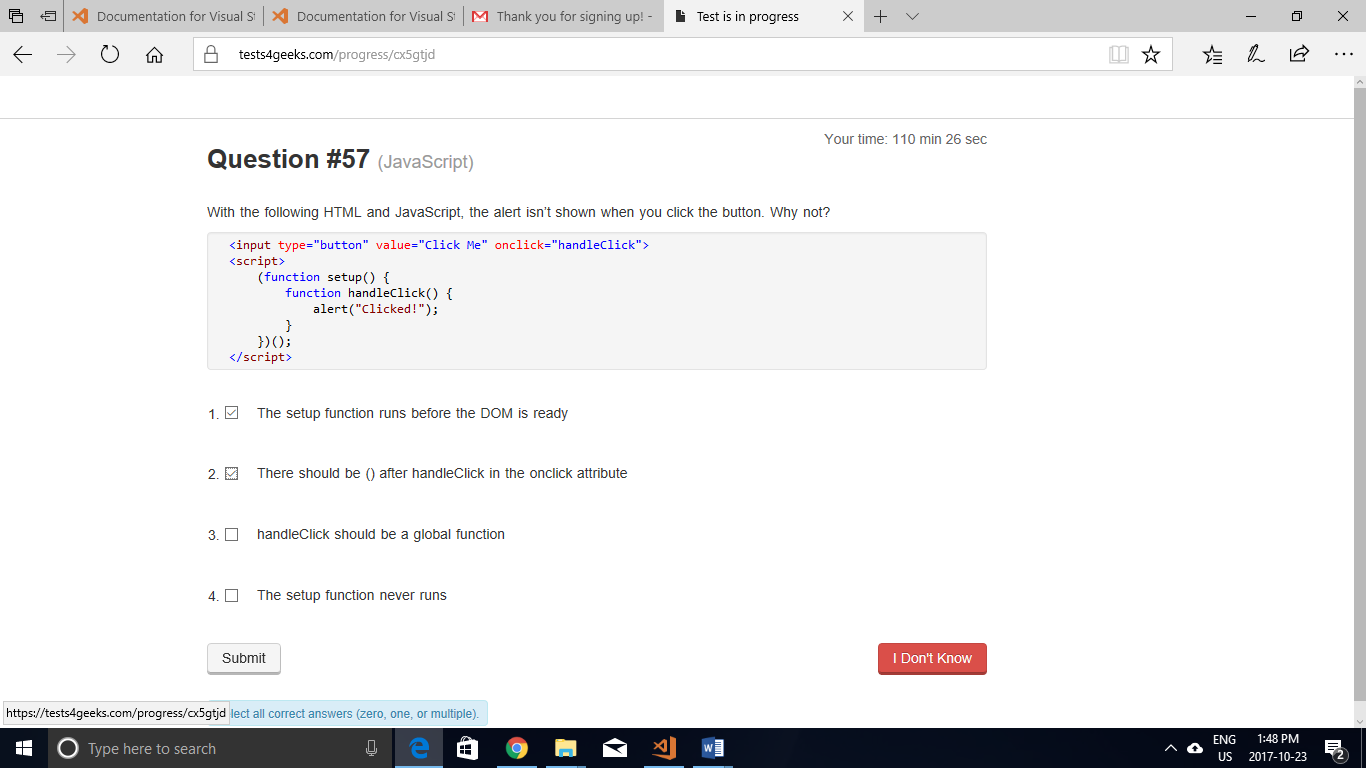 Documentation for Visual St
Documentation for Visual St
Thank you for signing up! -
Test is in progress
tests4geeks.com/progress/cx5gtjd
Your time: 110 min 26 sec
Question #57 (JavaScript)
With the following HTML and JavaScript, the alert isn't shown when you click the button. Why not?
<input type="button" value="Click Me" onclick="handleClick">
<script>
(function setup() {
function handleClick() {
alert("Clicked!");
}
})();
</script>
1. The setup function runs before the DOM is ready
2. There should be () after handleClick in the onclick attribute
3. handleClick should be a global function
4. The setup function never runs
Submit
I Don't Know
https://tests4geeks.com/progress/cx5gtjd
lect all correct answers (zero, one, or multiple).
Type here to search
ENG
US
1:48 PM
2017-10-23
2